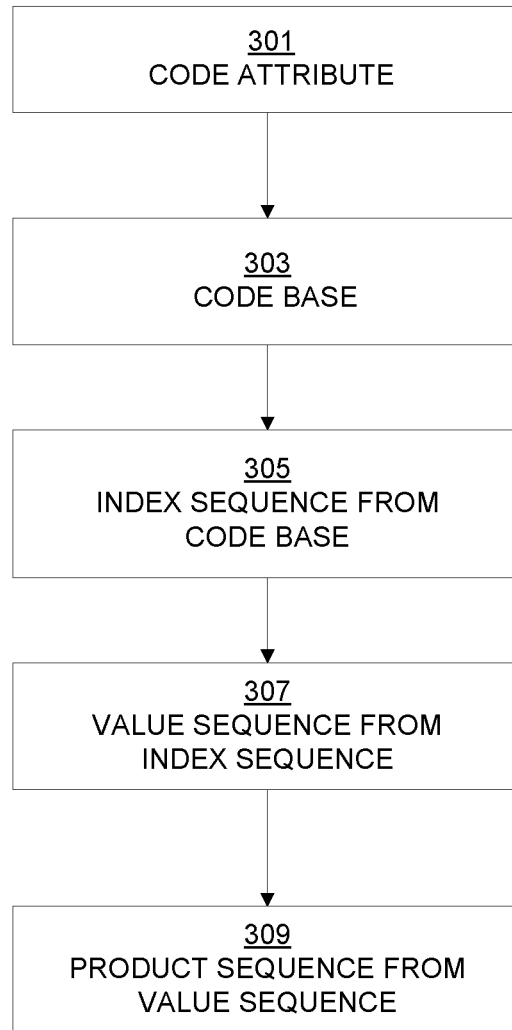 301
CODE ATTRIBUTE
303
CODE BASE
305
INDEX SEQUENCE FROM
CODE BASE
307
VALUE SEQUENCE FROM
INDEX SEQUENCE
309
PRODUCT SEQUENCE FROM
VALUE SEQUENCE